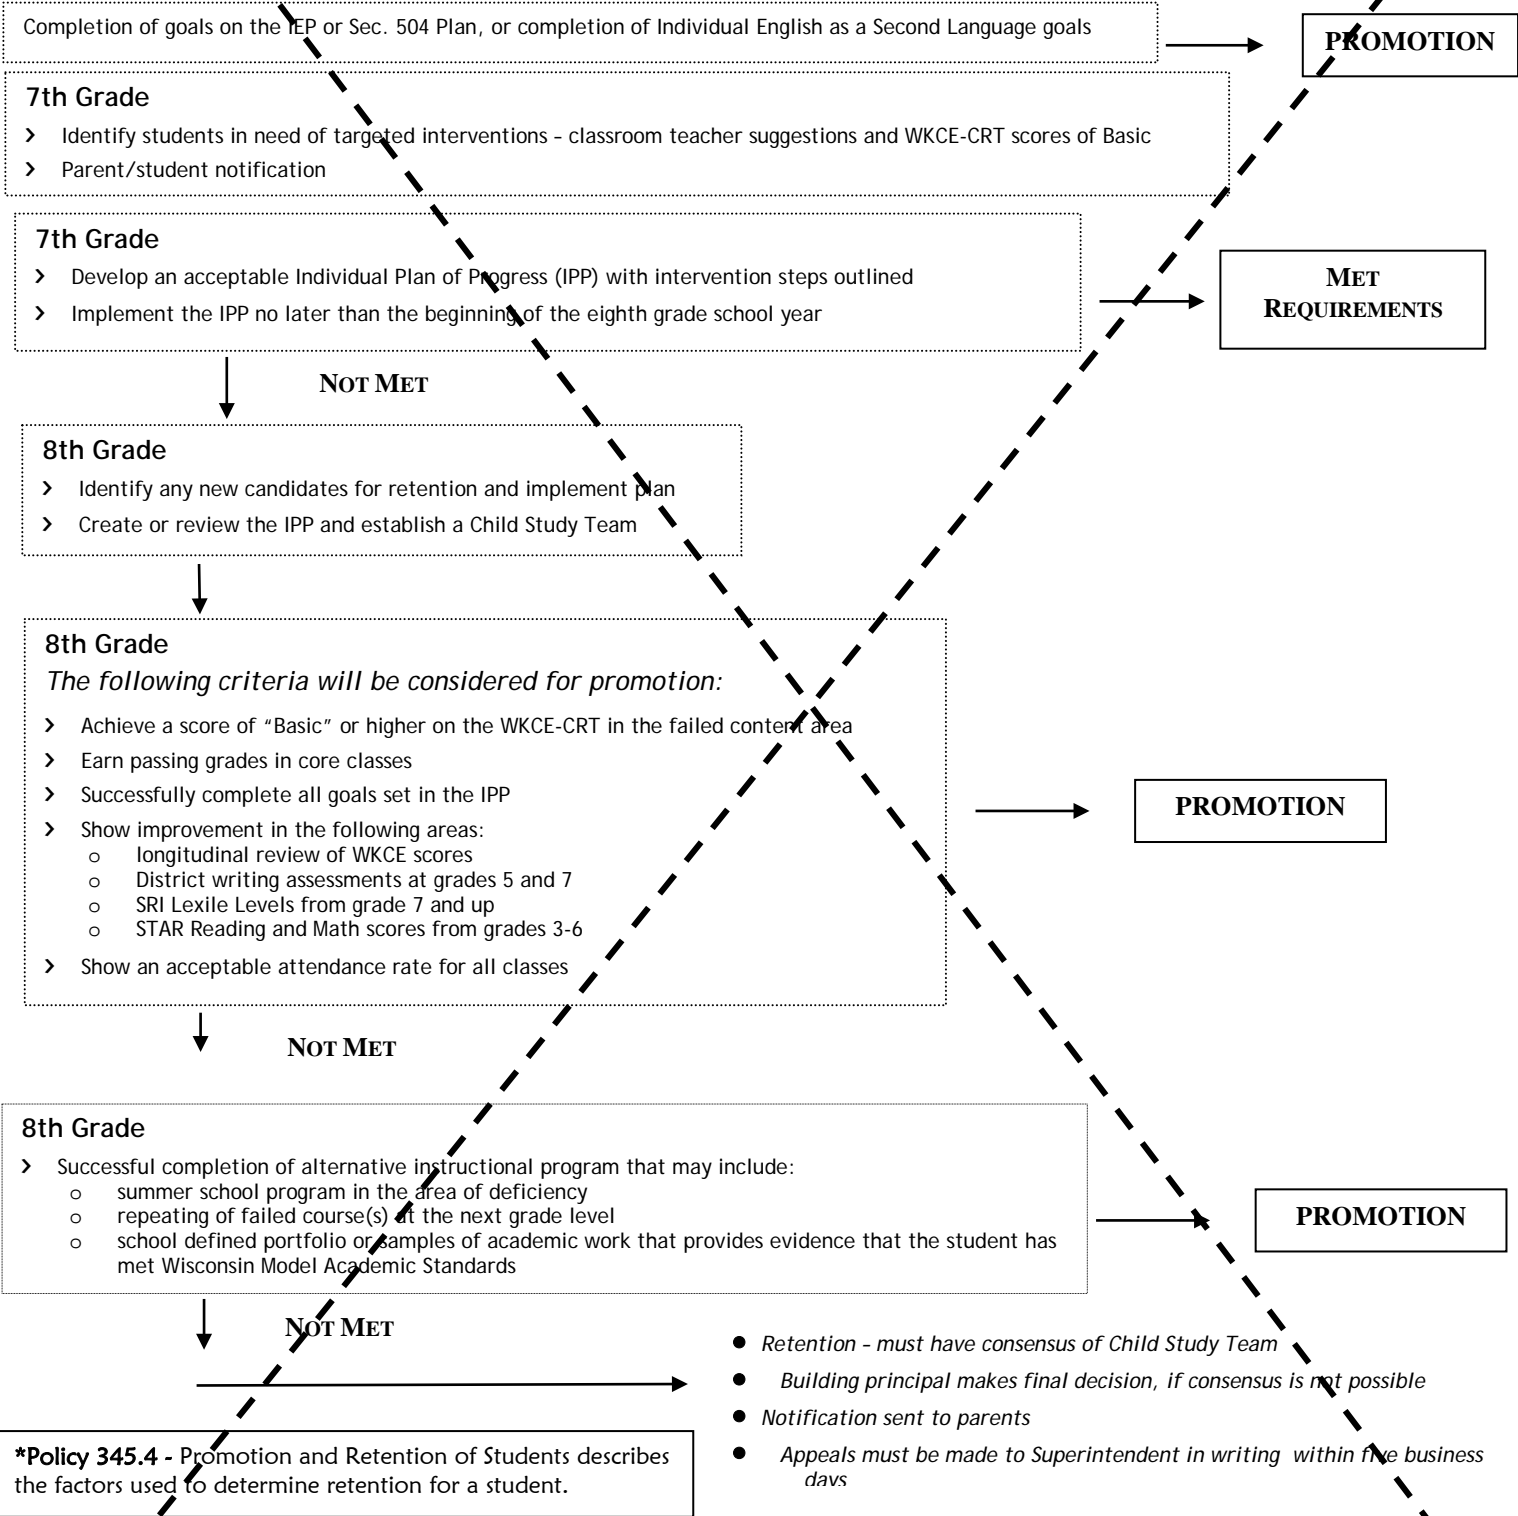 Completion of goals on the IEP or Sec. 504 Plan, or completion of Individual English as a Second Language goals
PROMOTION
7th Grade
› Identify students in need of targeted interventions – classroom teacher suggestions and WKCE-CRT scores of Basic
› Parent/student notification
7th Grade
› Develop an acceptable Individual Plan of Progress (IPP) with intervention steps outlined
› Implement the IPP no later than the beginning of the eighth grade school year
MET
REQUIREMENTS
NOT MET
8th Grade
› Identify any new candidates for retention and implement plan
› Create or review the IPP and establish a Child Study Team
8th Grade
The following criteria will be considered for promotion:
› Achieve a score of “Basic” or higher on the WKCE-CRT in the failed content area
› Earn passing grades in core classes
› Successfully complete all goals set in the IPP
› Show improvement in the following areas:
o longitudinal review of WKCE scores
o District writing assessments at grades 5 and 7
o SRI Lexile Levels from grade 7 and up
o STAR Reading and Math scores from grades 3-6
› Show an acceptable attendance rate for all classes
PROMOTION
NOT MET
8th Grade
› Successful completion of alternative instructional program that may include:
o summer school program in the area of deficiency
o repeating of failed course(s) at the next grade level
o school defined portfolio or samples of academic work that provides evidence that the student has
met Wisconsin Model Academic Standards
PROMOTION
NOT MET
● Retention – must have consensus of Child Study Team
● Building principal makes final decision, if consensus is not possible
● Notification sent to parents
● Appeals must be made to Superintendent in writing within five business
days
*Policy 345.4 - Promotion and Retention of Students describes
the factors used to determine retention for a student.